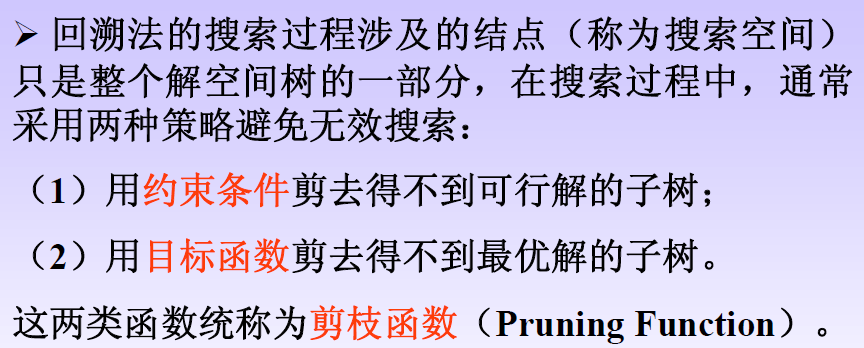 ➢ 回溯法的搜索过程涉及的结点（称为搜索空间）
只是整个解空间树的一部分，在搜索过程中，通常
采用两种策略避免无效搜索：
（1）用约束条件剪去得不到可行解的子树；
（2）用目标函数剪去得不到最优解的子树。
这两类函数统称为剪枝函数（Pruning Function）。